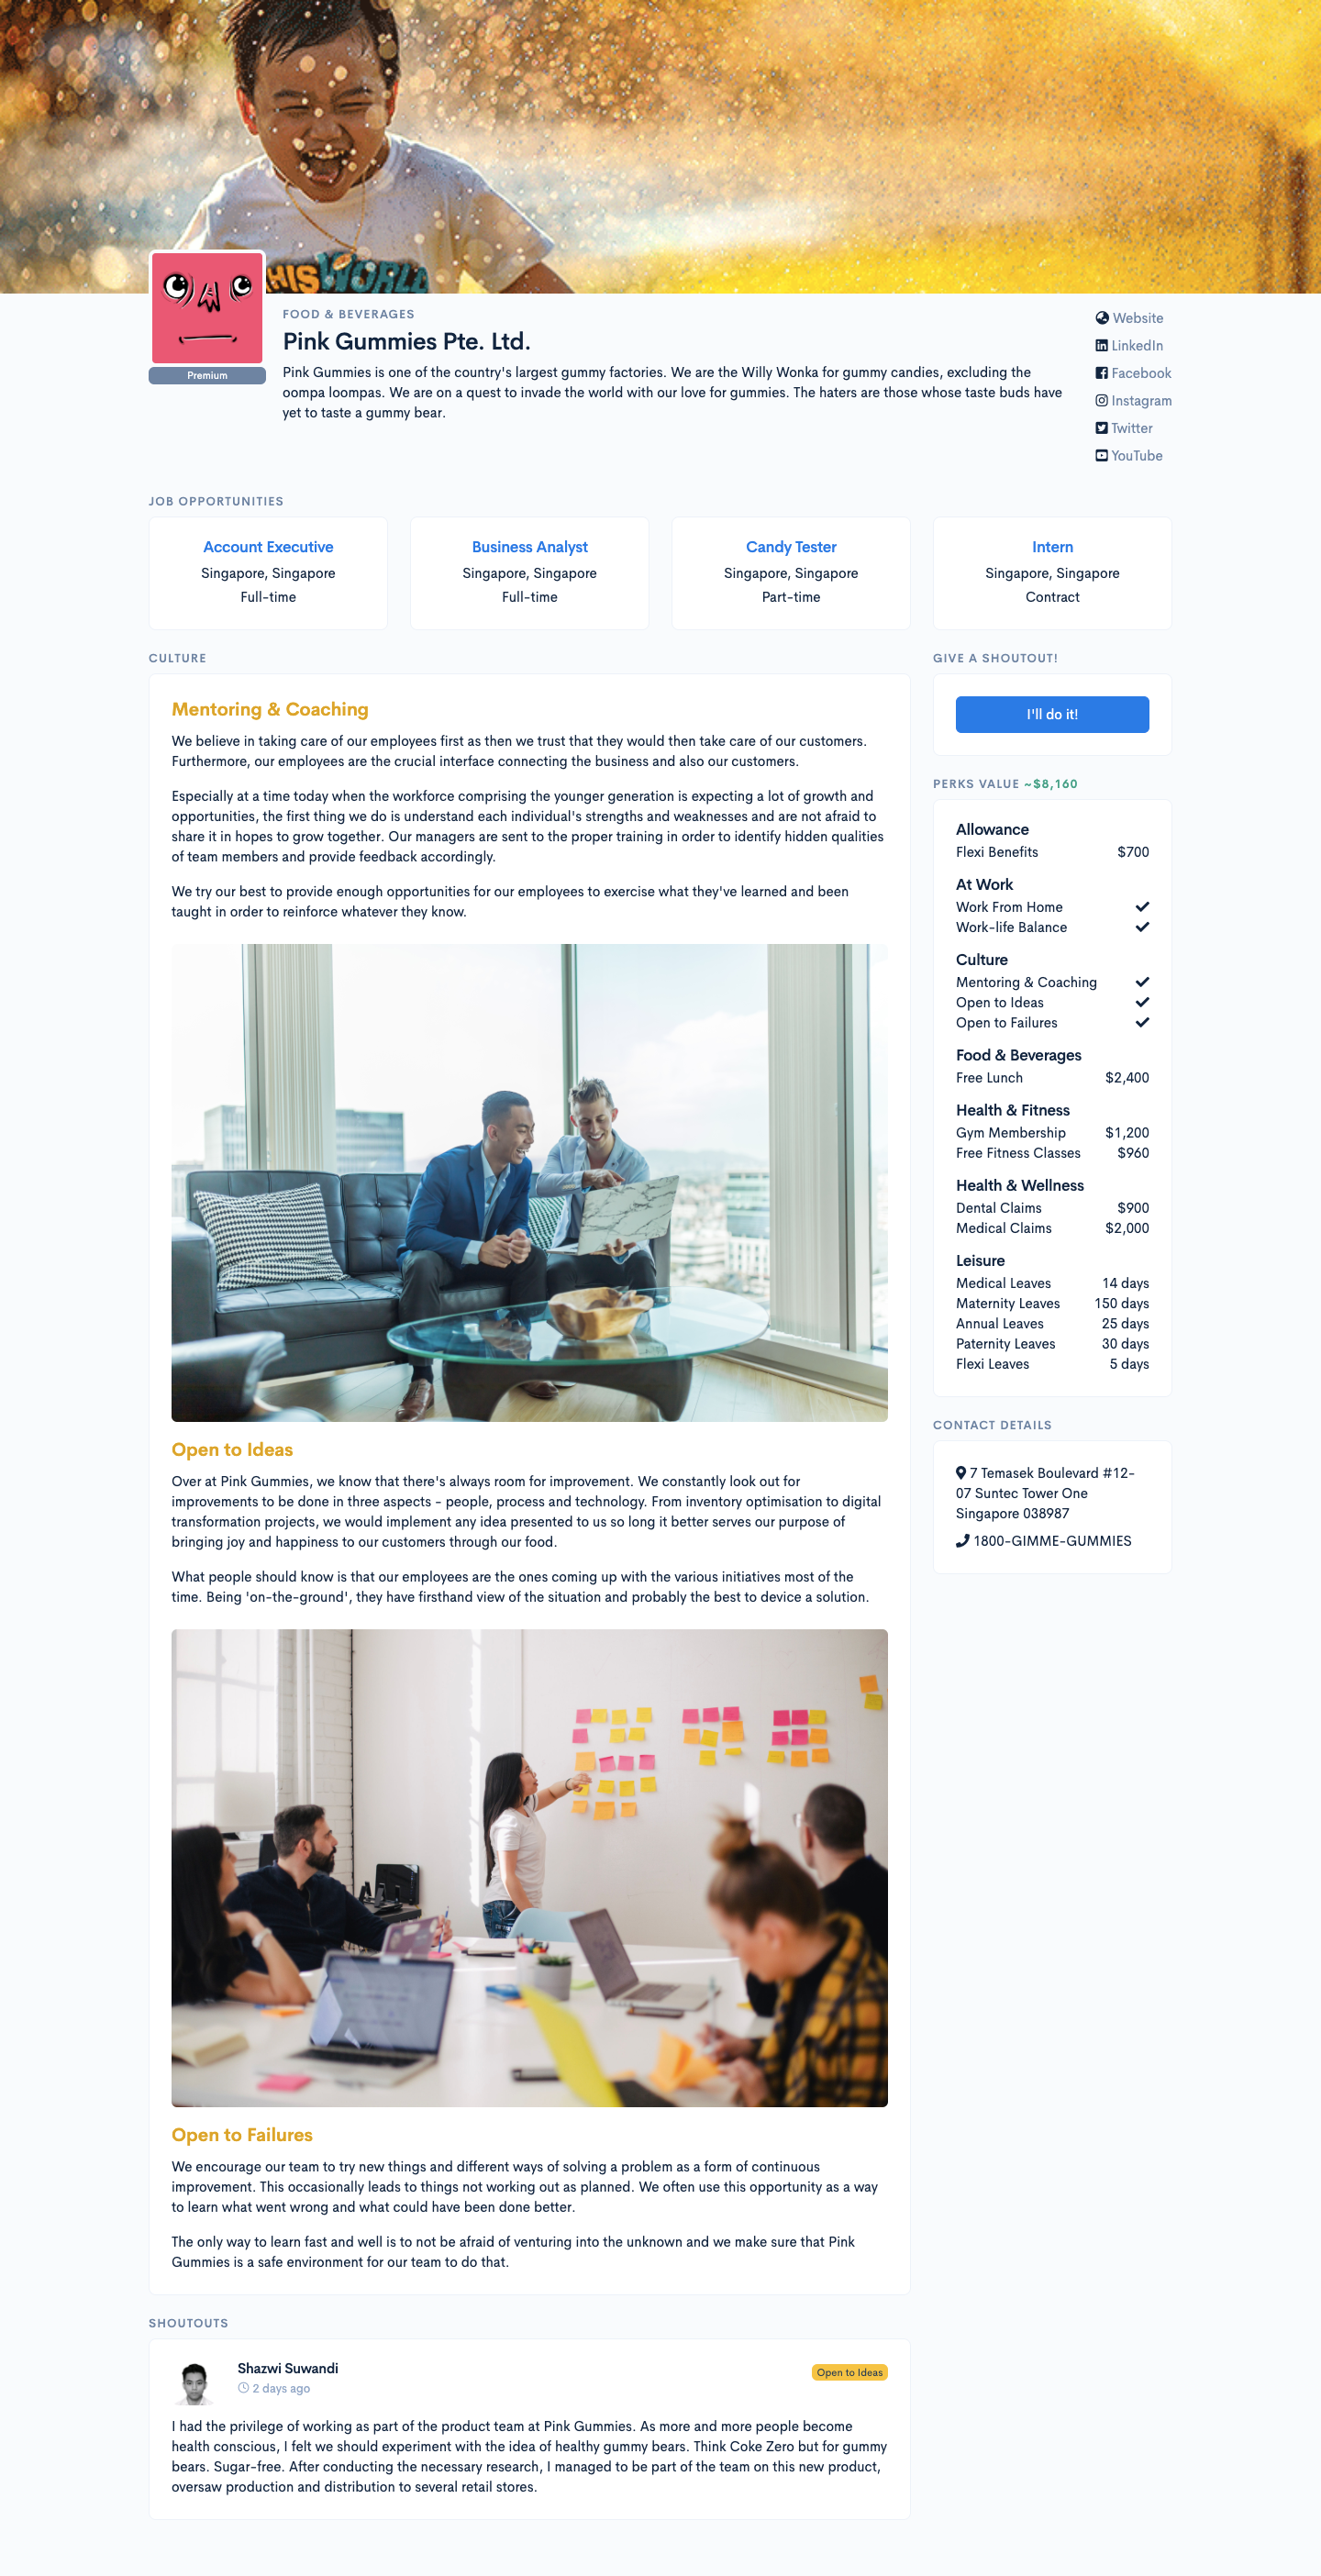 HIS WORLD
FOOD & BEVERAGES
Pink Gummies Pte. Ltd.
Premium
Pink Gummies is one of the country's largest gummy factories. We are the Willy Wonka for gummy candies, excluding the
oompa loompas. We are on a quest to invade the world with our love for gummies. The haters are those whose taste buds have
yet to taste a gummy bear.
Website
LinkedIn
Facebook
Instagram
Twitter
YouTube
JOB OPPORTUNITIES
Account Executive
Singapore, Singapore
Full-time
Business Analyst
Singapore, Singapore
Full-time
Candy Tester
Singapore, Singapore
Part-time
Intern
Singapore, Singapore
Contract
CULTURE
Mentoring & Coaching
We believe in taking care of our employees first as then we trust that they would then take care of our customers.
Furthermore, our employees are the crucial interface connecting the business and also our customers.
Especially at a time today when the workforce comprising the younger generation is expecting a lot of growth and
opportunities, the first thing we do is understand each individual's strengths and weaknesses and are not afraid to
share it in hopes to grow together. Our managers are sent to the proper training in order to identify hidden qualities
of team members and provide feedback accordingly.
We try our best to provide enough opportunities for our employees to exercise what they've learned and been
taught in order to reinforce whatever they know.
Open to Ideas
Over at Pink Gummies, we know that there's always room for improvement. We constantly look out for
improvements to be done in three aspects - people, process and technology. From inventory optimisation to digital
transformation projects, we would implement any idea presented to us so long it better serves our purpose of
bringing joy and happiness to our customers through our food.
What people should know is that our employees are the ones coming up with the various initiatives most of the
time. Being 'on-the-ground', they have firsthand view of the situation and probably the best to device a solution.
Open to Failures
We encourage our team to try new things and different ways of solving a problem as a form of continuous
improvement. This occasionally leads to things not working out as planned. We often use this opportunity as a way
to learn what went wrong and what could have been done better.
The only way to learn fast and well is to not be afraid of venturing into the unknown and we make sure that Pink
Gummies is a safe environment for our team to do that.
SHOUTOUTS
Shazwi Suwandi
2 days ago
Open to Ideas
I had the privilege of working as part of the product team at Pink Gummies. As more and more people become
health conscious, I felt we should experiment with the idea of healthy gummy bears. Think Coke Zero but for gummy
bears. Sugar-free. After conducting the necessary research, I managed to be part of the team on this new product,
oversaw production and distribution to several retail stores.
GIVE A SHOUTOUT!
I'll do it!
PERKS VALUE ~$8,160
Allowance
Flexi Benefits $700
At Work
Work From Home
Work-life Balance
Culture
Mentoring & Coaching
Open to Ideas
Open to Failures
Food & Beverages
Free Lunch $2,400
Health & Fitness
Gym Membership $1,200
Free Fitness Classes $960
Health & Wellness
Dental Claims $900
Medical Claims $2,000
Leisure
Medical Leaves 14 days
Maternity Leaves 150 days
Annual Leaves 25 days
Paternity Leaves 30 days
Flexi Leaves 5 days
CONTACT DETAILS
7 Temasek Boulevard #12-
07 Suntec Tower One
Singapore 038987
1800-GIMME-GUMMIES